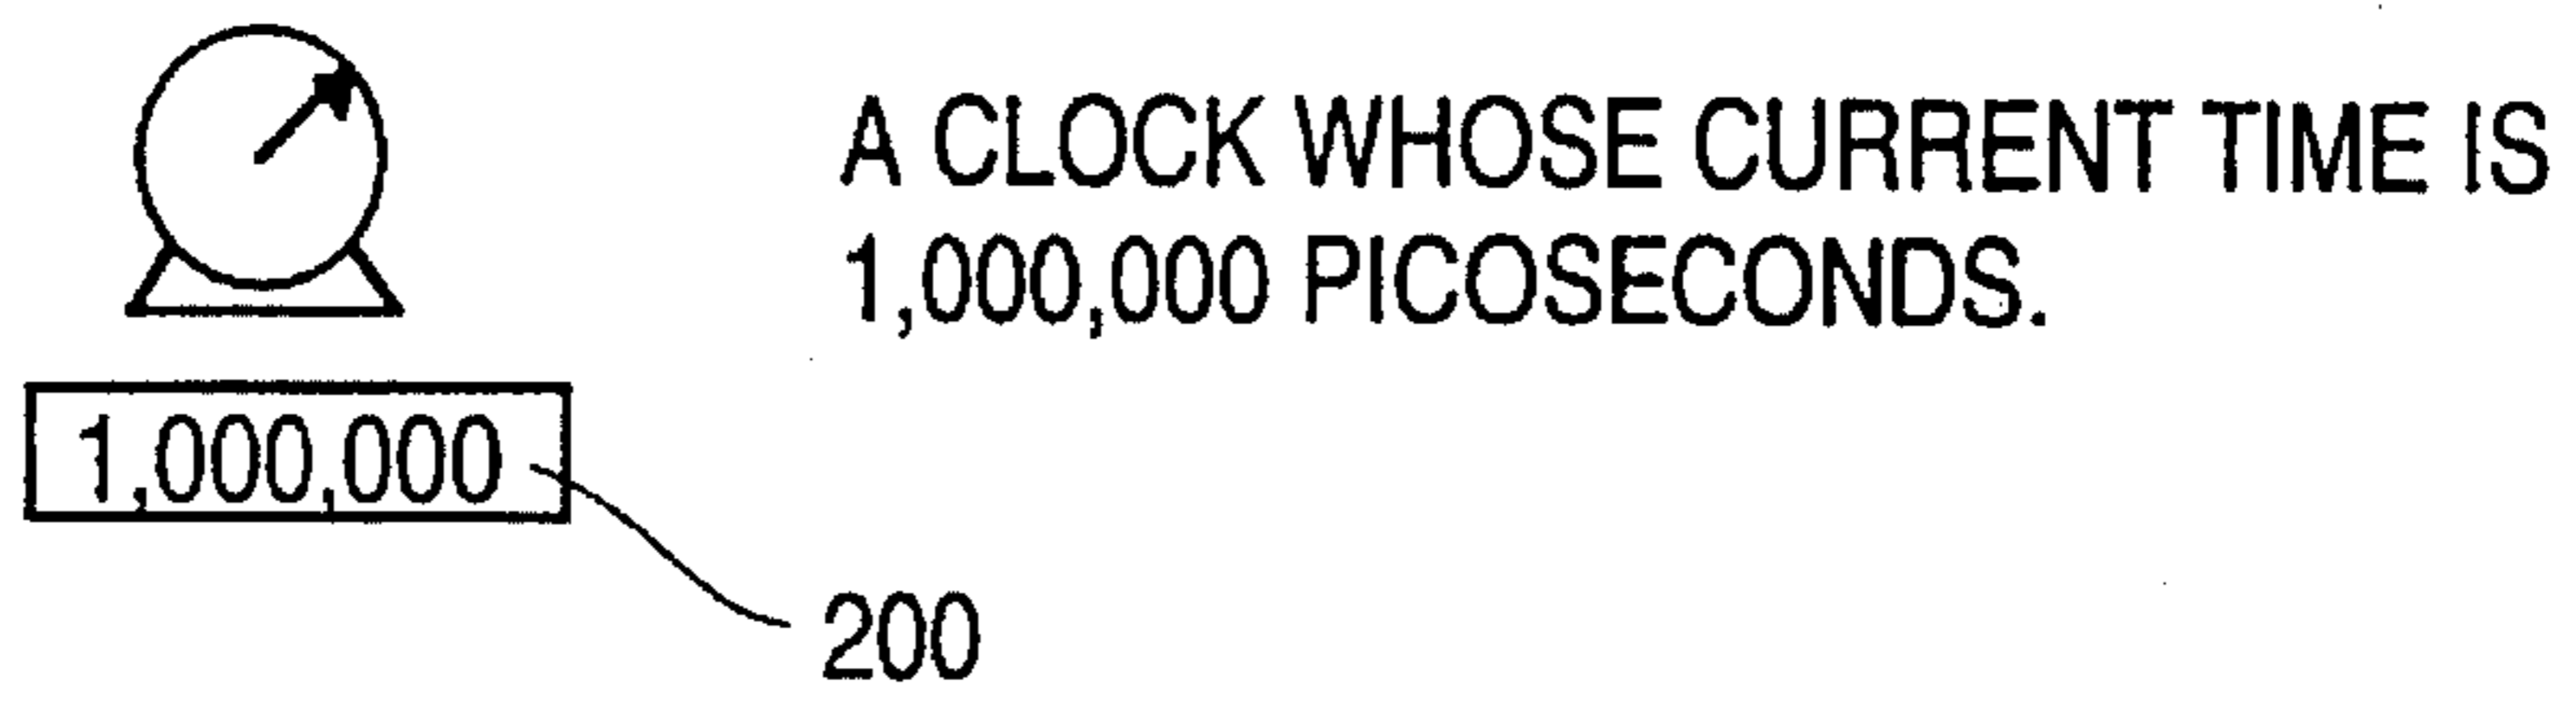 A CLOCK WHOSE CURRENT TIME IS
1,000,000 PICOSECONDS.
1,000,000
200